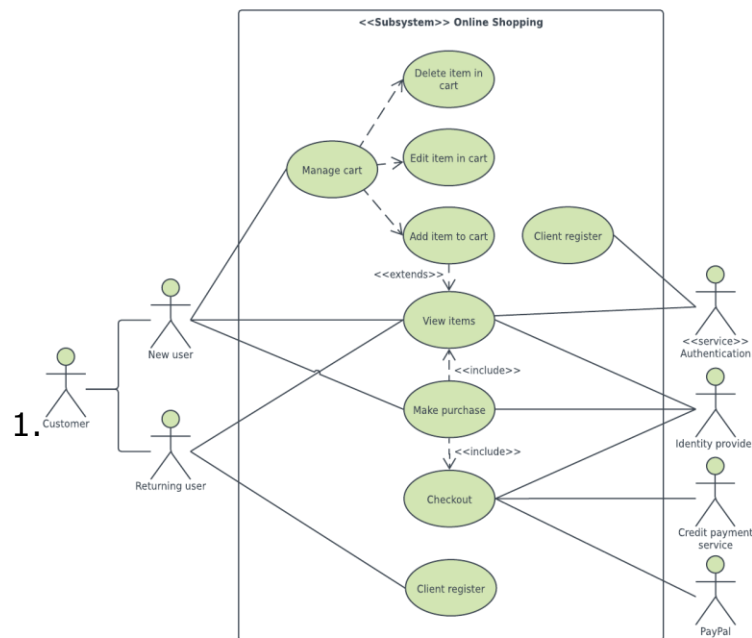 <<Subsystem>> Online Shopping
Delete item in
cart
Manage cart
Edit item in cart
Add item to cart
Client register
<<extends>>
New user
View items
<<service>>
Authentication
<<include>>
1.
Customer
Make purchase
Identity provide
<<include>>
Returning user
Checkout
Credit payment
service
Client register
PayPal